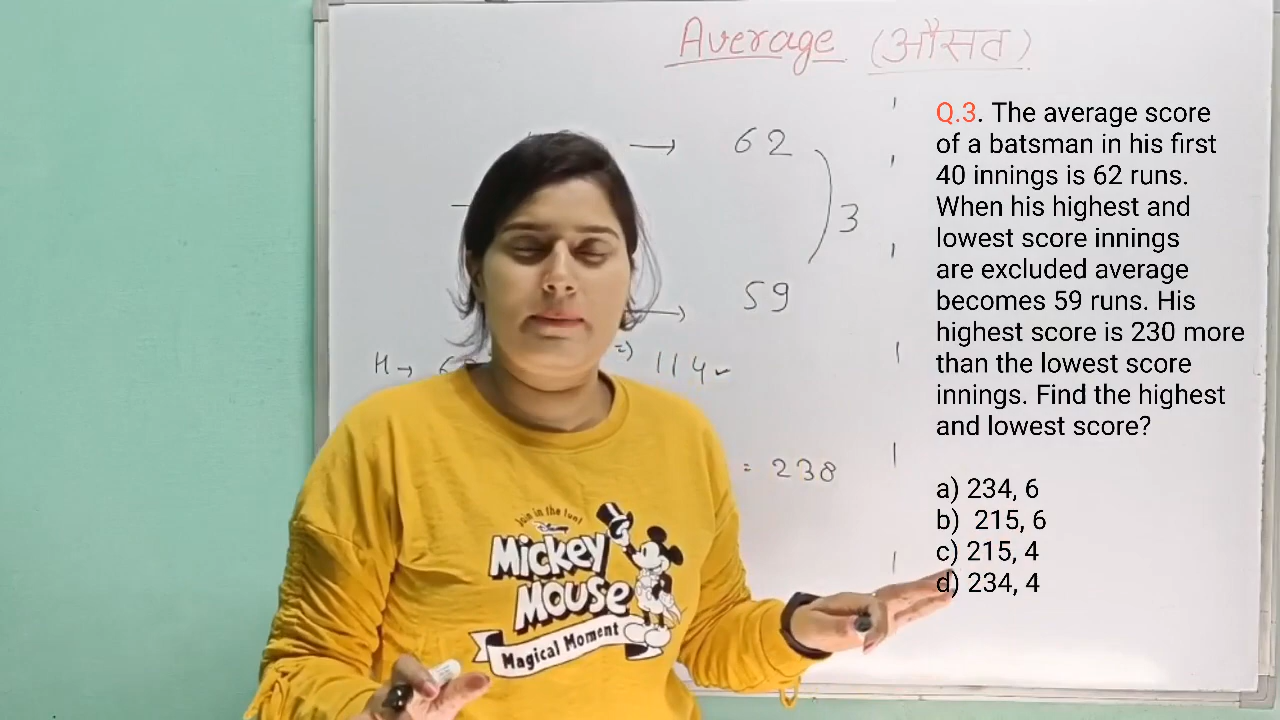 Average (औसत)
→ 62
3
→ 59
H →
114
= 238
Q.3. The average score
of a batsman in his first
40 innings is 62 runs.
When his highest and
lowest score innings
are excluded average
becomes 59 runs. His
highest score is 230 more
than the lowest score
innings. Find the highest
and lowest score?
a) 234, 6
b) 215, 6
c) 215, 4
d) 234, 4
Join in the fun!
Disney
Mickey
Mouse
Magical Moment